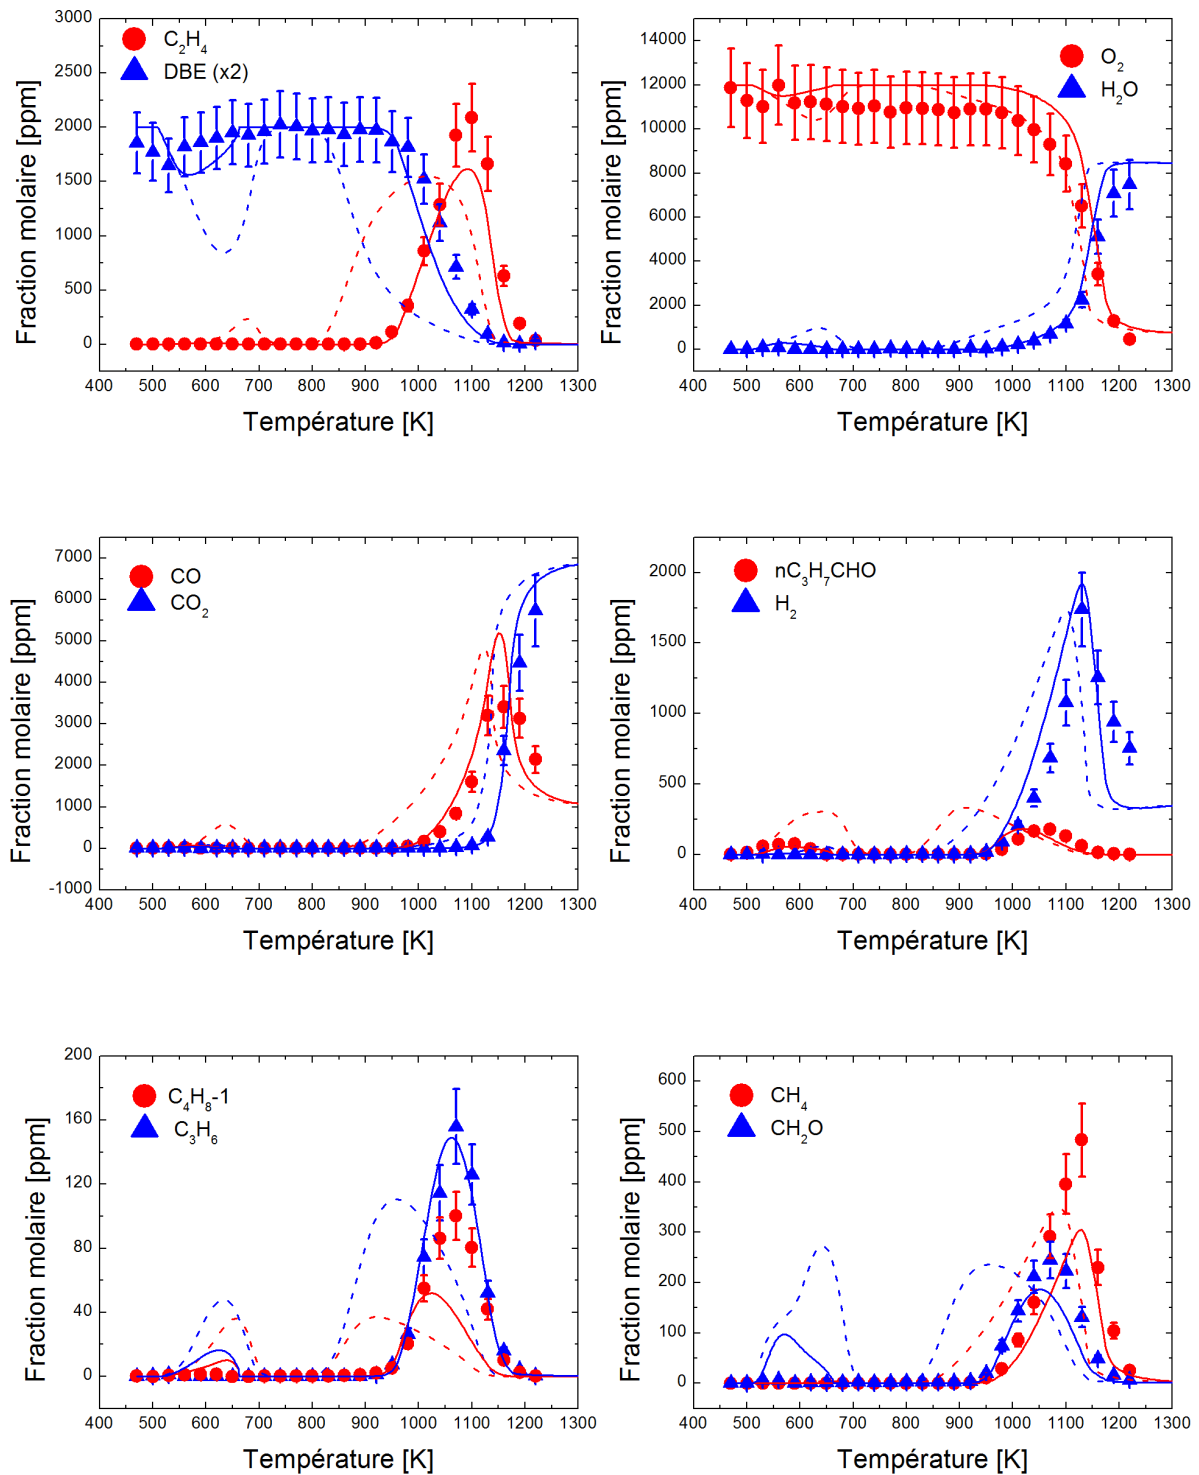 Fraction molaire [ppm]
3000
2500
2000
1500
1000
500
0
C₂H₄
DBE (x2)
400 500 600 700 800 900 1000 1100 1200 1300
Température [K]
Fraction molaire [ppm]
14000
12000
10000
8000
6000
4000
2000
0
O₂
H₂O
400 500 600 700 800 900 1000 1100 1200 1300
Température [K]
Fraction molaire [ppm]
7000
6000
5000
4000
3000
2000
1000
0
-1000
CO
CO₂
400 500 600 700 800 900 1000 1100 1200 1300
Température [K]
Fraction molaire [ppm]
2000
1500
1000
500
0
nC₃H₇CHO
H₂
400 500 600 700 800 900 1000 1100 1200 1300
Température [K]
Fraction molaire [ppm]
200
160
120
80
40
0
C₄H₈-1
C₃H₆
400 500 600 700 800 900 1000 1100 1200 1300
Température [K]
Fraction molaire [ppm]
600
500
400
300
200
100
0
CH₄
CH₂O
400 500 600 700 800 900 1000 1100 1200 1300
Température [K]